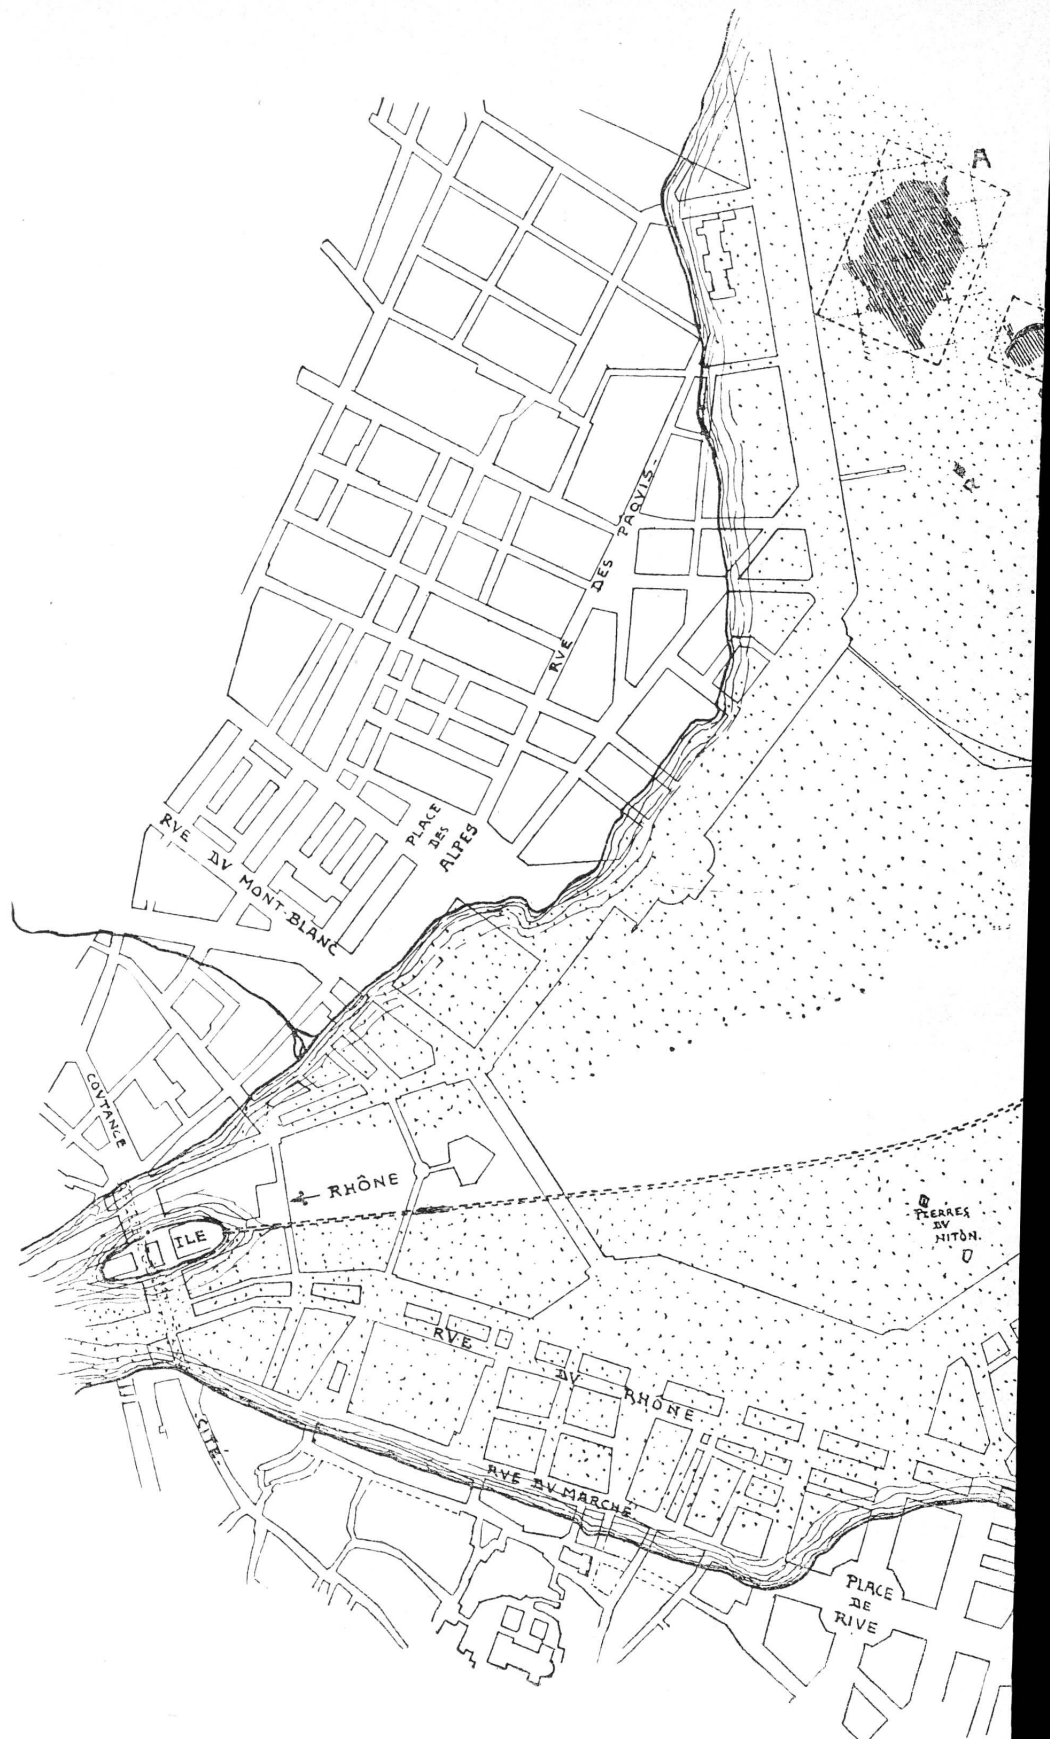 A
RVE DES PAQVIS
PLACE
DES
ALPES
RVE DV MONT-BLANC
COVTANCE
RHÔNE
ILE
PIERRES
DV
NITON.
RVE DV RHÔNE
CITÉ
RVE DV MARCHÉ
PLACE
DE
RIVE